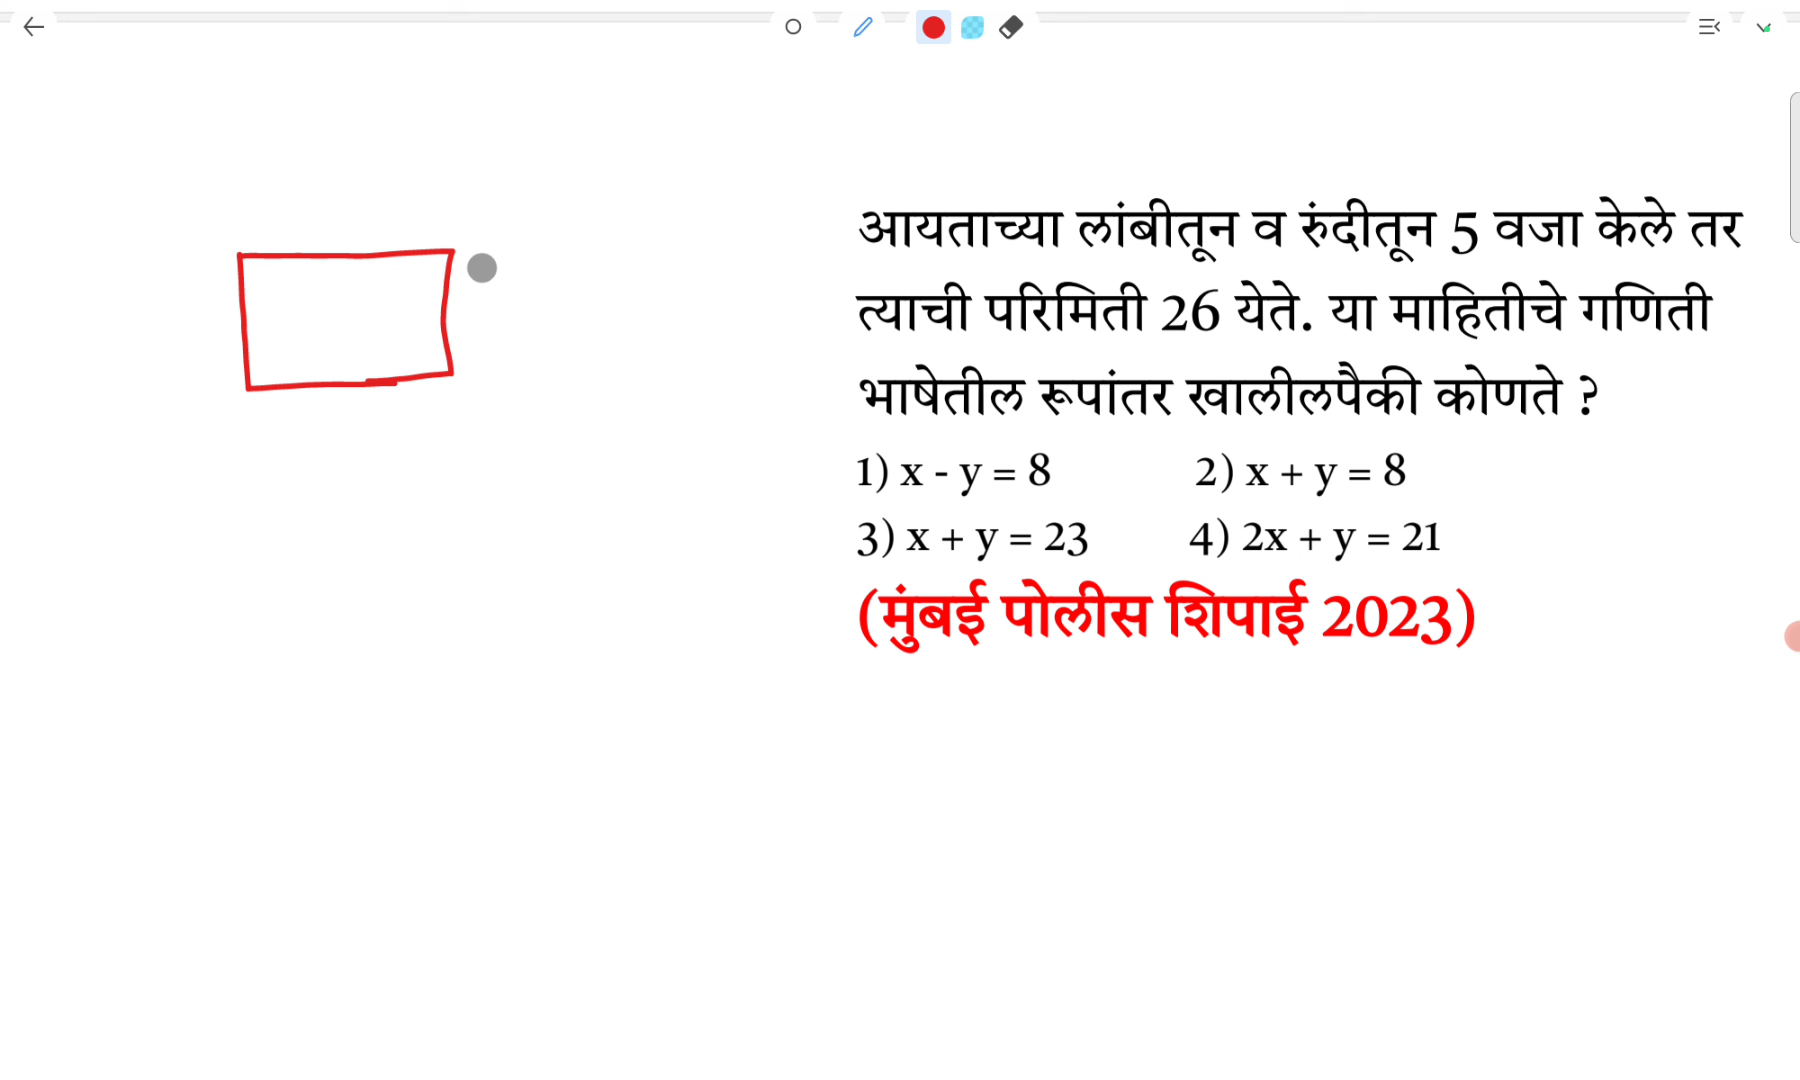 आयताच्या लांबीतून व रुंदीतून 5 वजा केले तर
त्याची परिमिती 26 येते. या माहितीचे गणिती
भाषेतील रूपांतर खालीलपैकी कोणते ?
1) x - y = 8 2) x + y = 8
3) x + y = 23 4) 2x + y = 21
(मुंबई पोलीस शिपाई 2023)